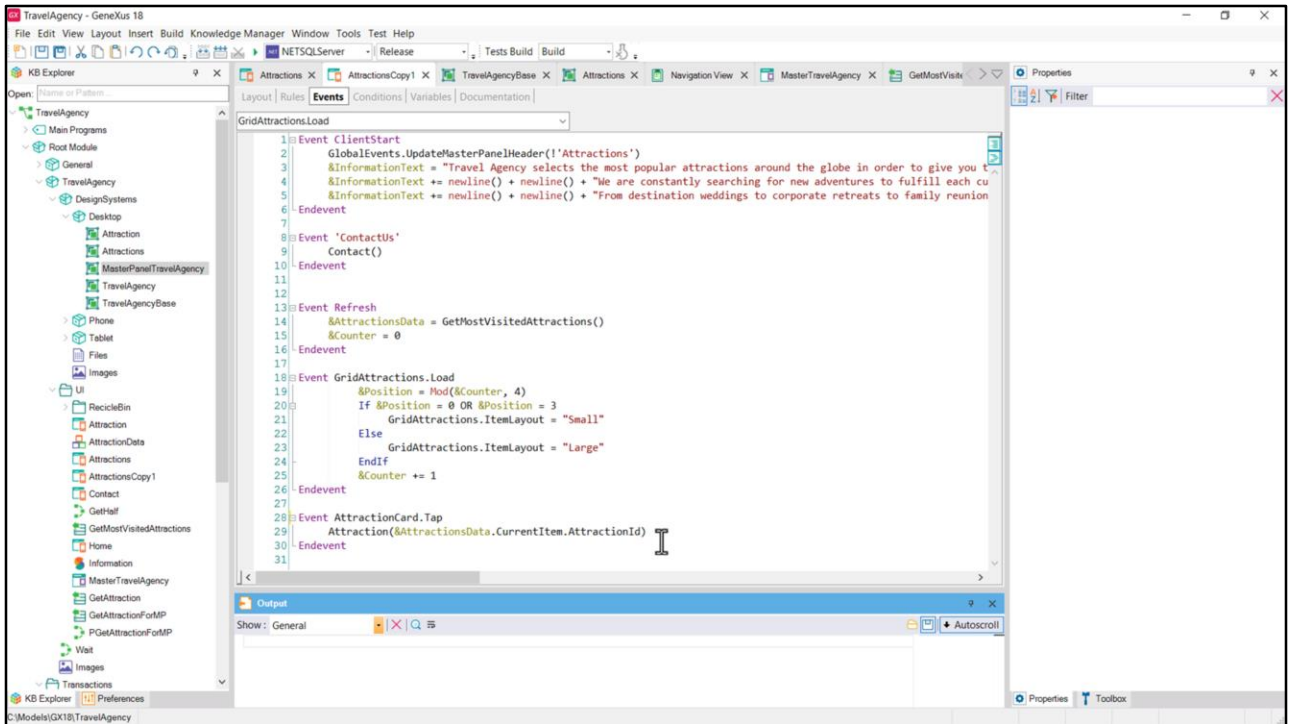 TravelAgency - GeneXus 18
File Edit View Layout Insert Build Knowledge Manager Window Tools Test Help
NETSQLServer Release Tests Build Build
KB Explorer
Open: Name or Pattern...
TravelAgency
Main Programs
Root Module
General
TravelAgency
DesignSystems
Desktop
Attraction
Attractions
MasterPanelTravelAgency
TravelAgency
TravelAgencyBase
Phone
Tablet
Files
Images
UI
RecicleBin
Attraction
AttractionData
Attractions
AttractionsCopy1
Contact
GetHalf
GetMostVisitedAttractions
Home
Information
MasterTravelAgency
GetAttraction
GetAttractionForMP
PGetAttractionForMP
Wait
Images
Transactions
KB Explorer Preferences
C:\Models\GX18\TravelAgency
Attractions X AttractionsCopy1 X TravelAgencyBase X Attractions X Navigation View X MasterTravelAgency X GetMostVisite
Layout | Rules Events Conditions | Variables | Documentation |
GridAttractions.Load
1 Event ClientStart
2 GlobalEvents.UpdateMasterPanelHeader(!'Attractions')
3 &InformationText = "Travel Agency selects the most popular attractions around the globe in order to give you t
4 &InformationText += newline() + newline() + "We are constantly searching for new adventures to fulfill each cu
5 &InformationText += newline() + newline() + "From destination weddings to corporate retreats to family reunion
6 Endevent
7
8 Event 'ContactUs'
9 Contact()
10 Endevent
11
12
13 Event Refresh
14 &AttractionsData = GetMostVisitedAttractions()
15 &Counter = 0
16 Endevent
17
18 Event GridAttractions.Load
19 &Position = Mod(&Counter, 4)
20 If &Position = 0 OR &Position = 3
21 GridAttractions.ItemLayout = "Small"
22 Else
23 GridAttractions.ItemLayout = "Large"
24 EndIf
25 &Counter += 1
26 Endevent
27
28 Event AttractionCard.Tap
29 Attraction(&AttractionsData.CurrentItem.AttractionId)
30 Endevent
31
Output
Show: General Autoscroll
Properties
Filter
Properties Toolbox